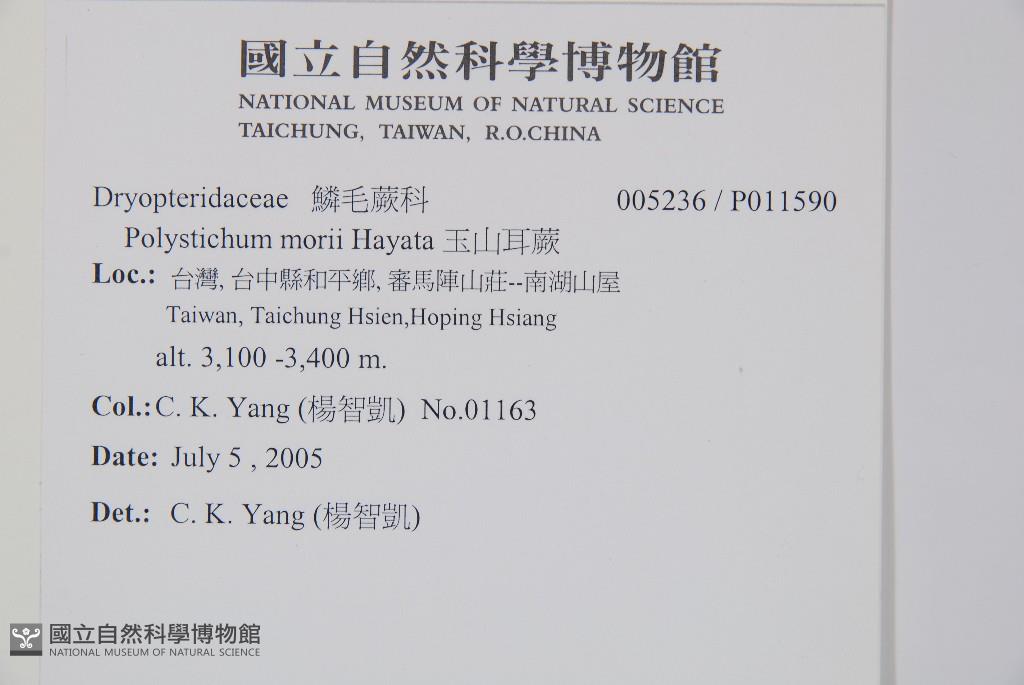 國立自然科學博物館
NATIONAL MUSEUM OF NATURAL SCIENCE
TAICHUNG, TAIWAN, R.O.CHINA
Dryopteridaceae 鱗毛蕨科 005236 / P011590
Polystichum morii Hayata 玉山耳蕨
Loc.: 台灣, 台中縣和平鄉, 審馬陣山莊--南湖山屋
Taiwan, Taichung Hsien,Hoping Hsiang
alt. 3,100 -3,400 m.
Col.: C. K. Yang (楊智凱) No.01163
Date: July 5 , 2005
Det.: C. K. Yang (楊智凱)
國立自然科學博物館
NATIONAL MUSEUM OF NATURAL SCIENCE